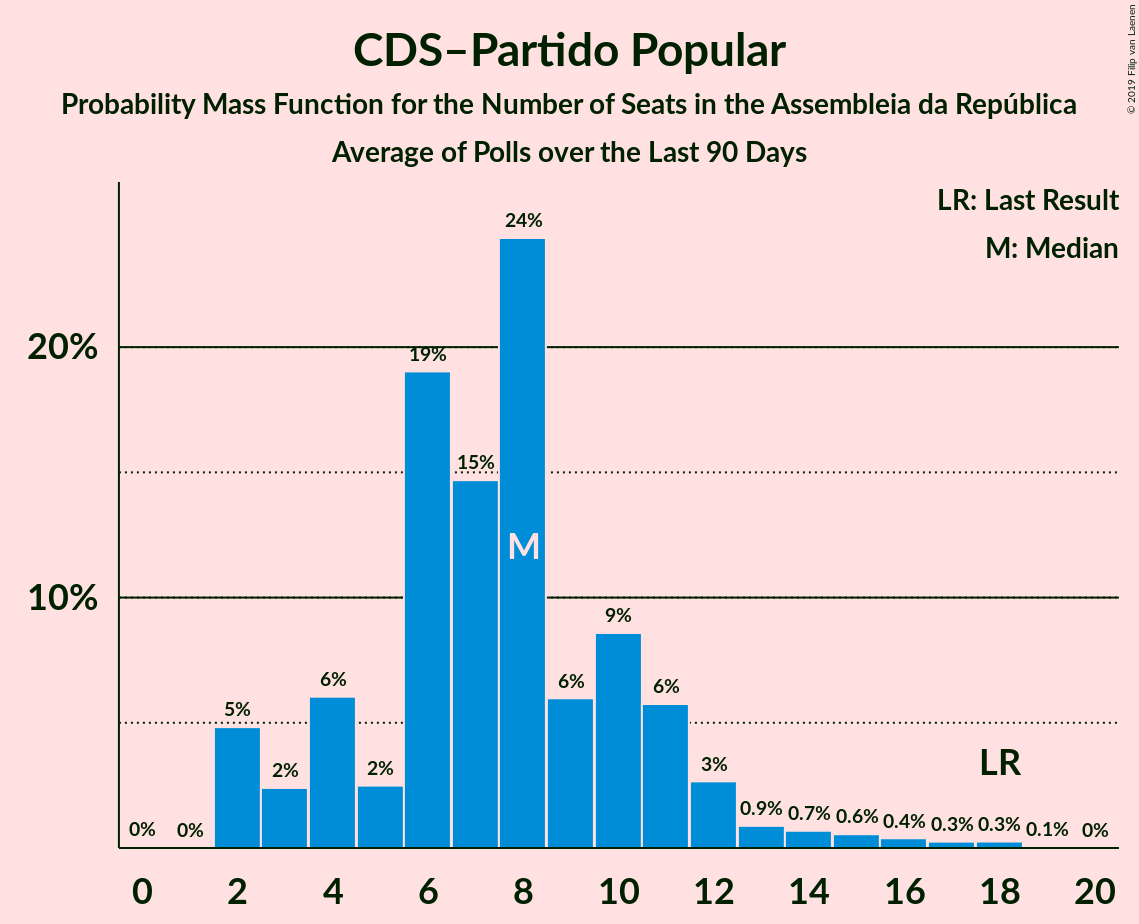 CDS–Partido Popular
Probability Mass Function for the Number of Seats in the Assembleia da República
Average of Polls over the Last 90 Days
© 2019 Filip van Laenen
LR: Last Result
M: Median
24%
20%
19%
15%
M
10%
9%
6%
6%
6%
5%
LR
3%
2%
2%
0.9%
0.7%
0.6%
0.4%
0.3%
0.3%
0.1%
0%
0%
0%
0 2 4 6 8 10 12 14 16 18 20